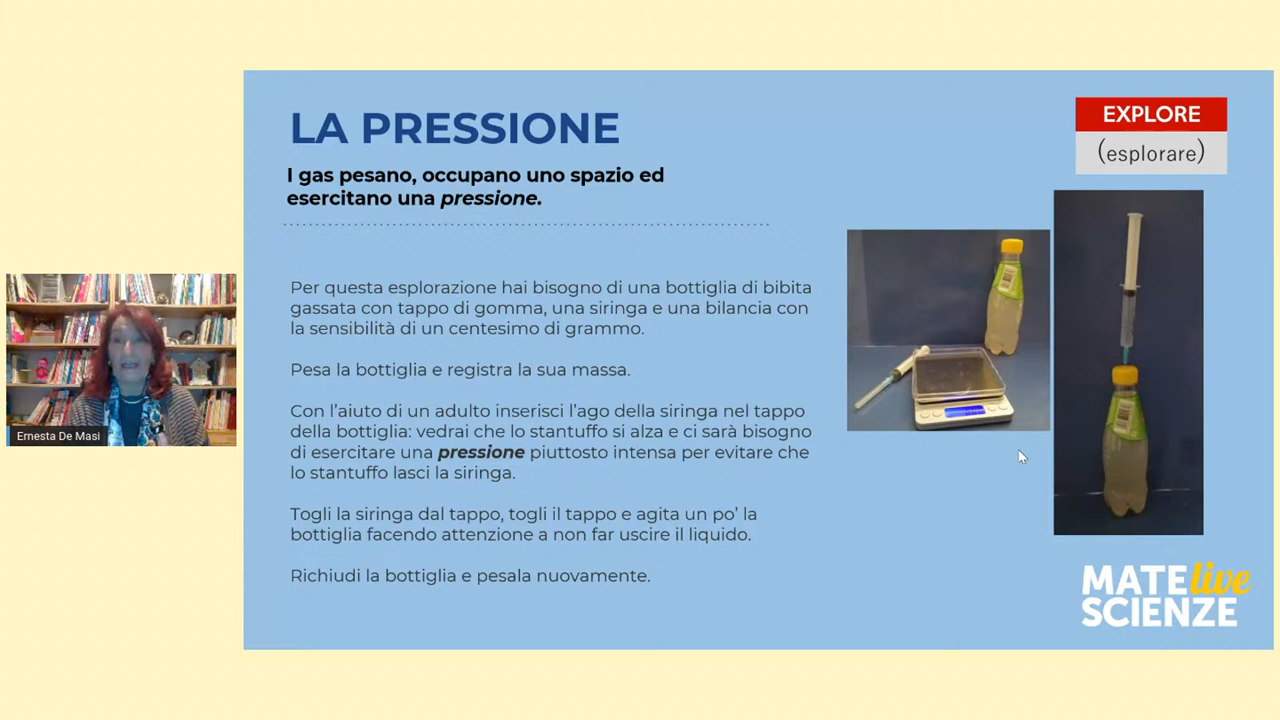 LA PRESSIONE
I gas pesano, occupano uno spazio ed
esercitano una pressione.
Per questa esplorazione hai bisogno di una bottiglia di bibita
gassata con tappo di gomma, una siringa e una bilancia con
la sensibilità di un centesimo di grammo.
Pesa la bottiglia e registra la sua massa.
Con l’aiuto di un adulto inserisci l’ago della siringa nel tappo
della bottiglia: vedrai che lo stantuffo si alza e ci sarà bisogno
di esercitare una pressione piuttosto intensa per evitare che
lo stantuffo lasci la siringa.
Togli la siringa dal tappo, togli il tappo e agita un po’ la
bottiglia facendo attenzione a non far uscire il liquido.
Richiudi la bottiglia e pesala nuovamente.
EXPLORE
(esplorare)
Ernesta De Masi
MATE live
SCIENZE